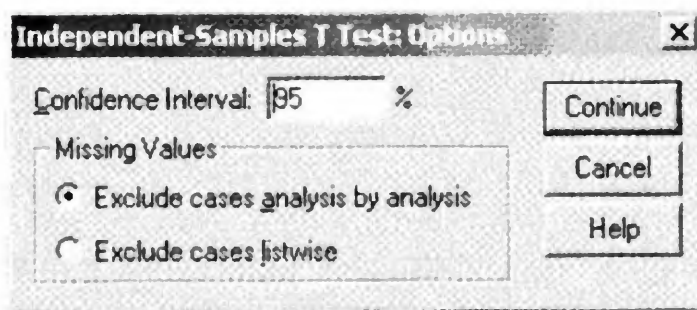 Independent-Samples T Test: Options
Confidence Interval: 95 %
Continue
Missing Values
Cancel
Exclude cases analysis by analysis
Help
Exclude cases listwise